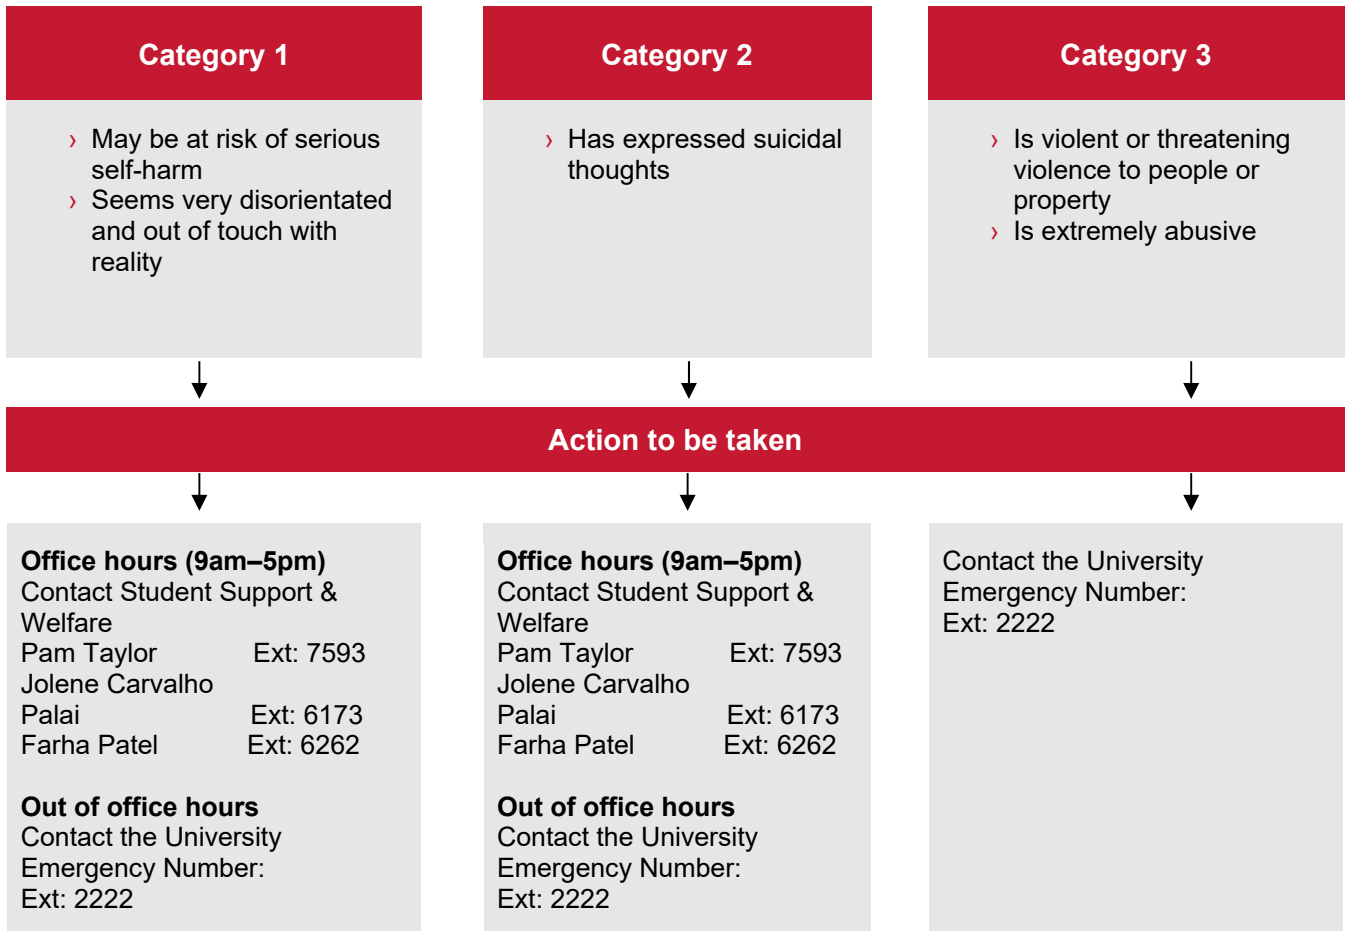 Category 1
› May be at risk of serious
self-harm
› Seems very disorientated
and out of touch with
reality
Category 2
› Has expressed suicidal
thoughts
Category 3
› Is violent or threatening
violence to people or
property
› Is extremely abusive
Action to be taken
Office hours (9am–5pm)
Contact Student Support &
Welfare
Pam Taylor Ext: 7593
Jolene Carvalho
Palai Ext: 6173
Farha Patel Ext: 6262
Out of office hours
Contact the University
Emergency Number:
Ext: 2222
Office hours (9am–5pm)
Contact Student Support &
Welfare
Pam Taylor Ext: 7593
Jolene Carvalho
Palai Ext: 6173
Farha Patel Ext: 6262
Out of office hours
Contact the University
Emergency Number:
Ext: 2222
Contact the University
Emergency Number:
Ext: 2222